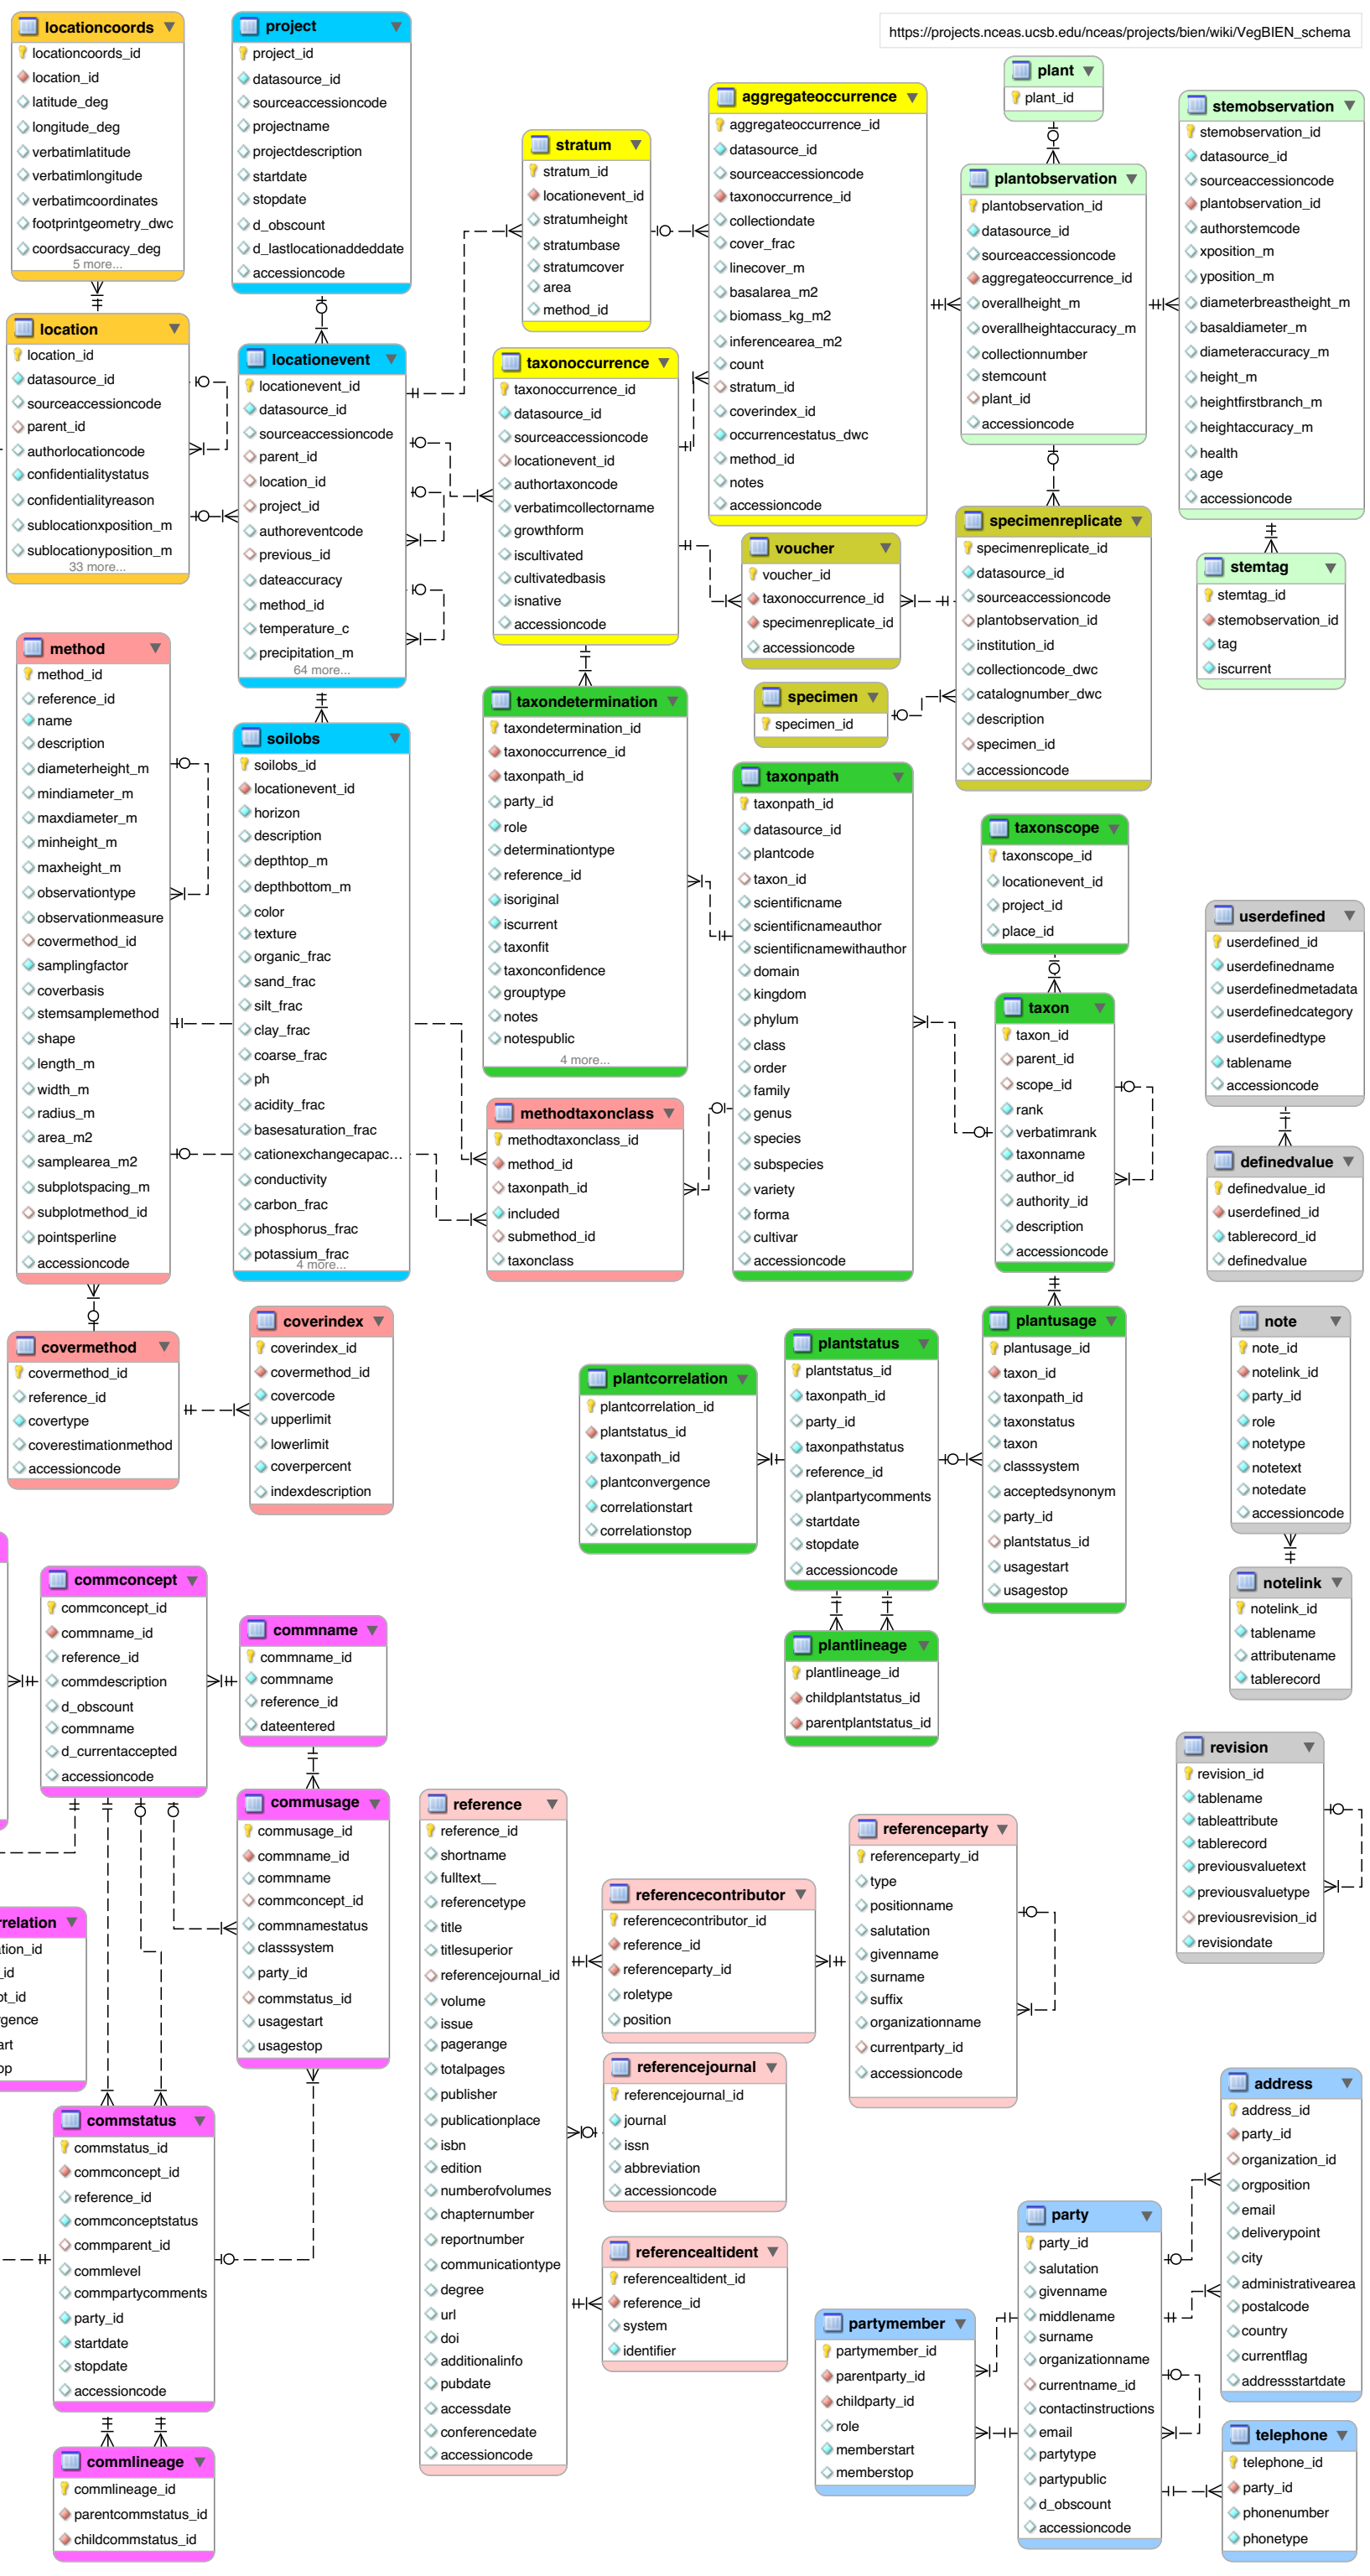 https://projects.nceas.ucsb.edu/nceas/projects/bien/wiki/VegBIEN_schema
locationcoords
locationcoords_id
location_id
latitude_deg
longitude_deg
verbatimlatitude
verbatimlongitude
verbatimcoordinates
footprintgeometry_dwc
coordsaccuracy_deg
5 more...
project
project_id
datasource_id
sourceaccessioncode
projectname
projectdescription
startdate
stopdate
d_obscount
d_lastlocationaddeddate
accessioncode
stratum
stratum_id
locationevent_id
stratumheight
stratumbase
stratumcover
area
method_id
aggregateoccurrence
aggregateoccurrence_id
datasource_id
sourceaccessioncode
taxonoccurrence_id
collectiondate
cover_frac
linecover_m
basalarea_m2
biomass_kg_m2
inferencearea_m2
count
stratum_id
coverindex_id
occurrencestatus_dwc
method_id
notes
accessioncode
plant
plant_id
plantobservation
plantobservation_id
datasource_id
sourceaccessioncode
aggregateoccurrence_id
overallheight_m
overallheightaccuracy_m
collectionnumber
stemcount
plant_id
accessioncode
stemobservation
stemobservation_id
datasource_id
sourceaccessioncode
plantobservation_id
authorstemcode
xposition_m
yposition_m
diameterbreastheight_m
basaldiameter_m
diameteraccuracy_m
height_m
heightfirstbranch_m
heightaccuracy_m
health
age
accessioncode
location
location_id
datasource_id
sourceaccessioncode
parent_id
authorlocationcode
confidentialitystatus
confidentialityreason
sublocationxposition_m
sublocationyposition_m
33 more...
locationevent
locationevent_id
datasource_id
sourceaccessioncode
parent_id
location_id
project_id
authoreventcode
previous_id
dateaccuracy
method_id
temperature_c
precipitation_m
64 more...
taxonoccurrence
taxonoccurrence_id
datasource_id
sourceaccessioncode
locationevent_id
authortaxoncode
verbatimcollectorname
growthform
iscultivated
cultivatedbasis
isnative
accessioncode
voucher
voucher_id
taxonoccurrence_id
specimenreplicate_id
accessioncode
specimenreplicate
specimenreplicate_id
datasource_id
sourceaccessioncode
plantobservation_id
institution_id
collectioncode_dwc
catalognumber_dwc
description
specimen_id
accessioncode
stemtag
stemtag_id
stemobservation_id
tag
iscurrent
specimen
specimen_id
method
method_id
reference_id
name
description
diameterheight_m
mindiameter_m
maxdiameter_m
minheight_m
maxheight_m
observationtype
observationmeasure
covermethod_id
samplingfactor
coverbasis
stemsamplemethod
shape
length_m
width_m
radius_m
area_m2
samplearea_m2
subplotspacing_m
subplotmethod_id
pointsperline
accessioncode
soilobs
soilobs_id
locationevent_id
horizon
description
depthtop_m
depthbottom_m
color
texture
organic_frac
sand_frac
silt_frac
clay_frac
coarse_frac
ph
acidity_frac
basesaturation_frac
cationexchangecapac...
conductivity
carbon_frac
phosphorus_frac
potassium_frac
4 more...
taxondetermination
taxondetermination_id
taxonoccurrence_id
taxonpath_id
party_id
role
determinationtype
reference_id
isoriginal
iscurrent
taxonfit
taxonconfidence
grouptype
notes
notespublic
4 more...
taxonpath
taxonpath_id
datasource_id
plantcode
taxon_id
scientificname
scientificnameauthor
scientificnamewithauthor
domain
kingdom
phylum
class
order
family
genus
species
subspecies
variety
forma
cultivar
accessioncode
taxonscope
taxonscope_id
locationevent_id
project_id
place_id
taxon
taxon_id
parent_id
scope_id
rank
verbatimrank
taxonname
author_id
authority_id
description
accessioncode
userdefined
userdefined_id
userdefinedname
userdefinedmetadata
userdefinedcategory
userdefinedtype
tablename
accessioncode
definedvalue
definedvalue_id
userdefined_id
tablerecord_id
definedvalue
methodtaxonclass
methodtaxonclass_id
method_id
taxonpath_id
included
submethod_id
taxonclass
covermethod
covermethod_id
reference_id
covertype
coverestimationmethod
accessioncode
coverindex
coverindex_id
covermethod_id
covercode
upperlimit
lowerlimit
coverpercent
indexdescription
plantcorrelation
plantcorrelation_id
plantstatus_id
taxonpath_id
plantconvergence
correlationstart
correlationstop
plantstatus
plantstatus_id
taxonpath_id
party_id
taxonpathstatus
reference_id
plantpartycomments
startdate
stopdate
accessioncode
plantusage
plantusage_id
taxon_id
taxonpath_id
taxonstatus
taxon
classsystem
acceptedsynonym
party_id
plantstatus_id
usagestart
usagestop
note
note_id
notelink_id
party_id
role
notetype
notetext
notedate
accessioncode
notelink
notelink_id
tablename
attributename
tablerecord
plantlineage
plantlineage_id
childplantstatus_id
parentplantstatus_id
commconcept
commconcept_id
commname_id
reference_id
commdescription
d_obscount
commname
d_currentaccepted
accessioncode
commname
commname_id
commname
reference_id
dateentered
commusage
commusage_id
commname_id
commname
commconcept_id
commnamestatus
classsystem
party_id
commstatus_id
usagestart
usagestop
rrelation
tion_id
_id
pt_id
rgence
art
op
reference
reference_id
shortname
fulltext__
referencetype
title
titlesuperior
referencejournal_id
volume
issue
pagerange
totalpages
publisher
publicationplace
isbn
edition
numberofvolumes
chapternumber
reportnumber
communicationtype
degree
url
doi
additionalinfo
pubdate
accessdate
conferencedate
accessioncode
referencecontributor
referencecontributor_id
reference_id
referenceparty_id
roletype
position
referenceparty
referenceparty_id
type
positionname
salutation
givenname
surname
suffix
organizationname
currentparty_id
accessioncode
revision
revision_id
tablename
tableattribute
tablerecord
previousvaluetext
previousvaluetype
previousrevision_id
revisiondate
referencejournal
referencejournal_id
journal
issn
abbreviation
accessioncode
referencealtident
referencealtident_id
reference_id
system
identifier
commstatus
commstatus_id
commconcept_id
reference_id
commconceptstatus
commparent_id
commlevel
commpartycomments
party_id
startdate
stopdate
accessioncode
commlineage
commlineage_id
parentcommstatus_id
childcommstatus_id
partymember
partymember_id
parentparty_id
childparty_id
role
memberstart
memberstop
party
party_id
salutation
givenname
middlename
surname
organizationname
currentname_id
contactinstructions
email
partytype
partypublic
d_obscount
accessioncode
address
address_id
party_id
organization_id
orgposition
email
deliverypoint
city
administrativearea
postalcode
country
currentflag
addressstartdate
telephone
telephone_id
party_id
phonenumber
phonetype